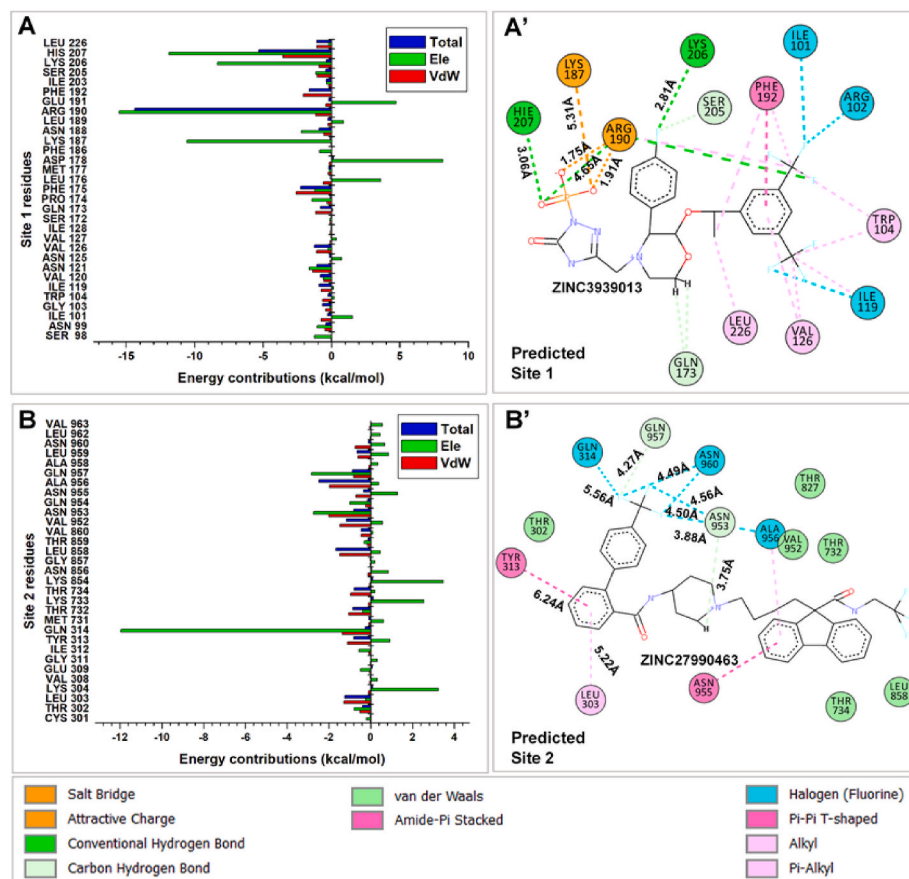 A
Site 1 residues
LEU 226
HIS 207
LYS 206
SER 205
ILE 203
PHE 192
GLU 191
ARG 190
LEU 189
ASN 188
LYS 187
PHE 186
ASP 178
MET 177
LEU 176
PHE 175
PRO 174
GLN 173
SER 172
ILE 128
VAL 127
VAL 126
ASN 125
ASN 121
VAL 120
ILE 119
TRP 104
GLY 103
ILE 101
ASN 99
SER 98
Total
Ele
VdW
-15 -10 -5 0 5 10
Energy contributions (kcal/mol)
A'
LYS 206
ILE 101
LYS 187
PHE 192
SER 205
ARG 102
HIE 207
ARG 190
2.81Å
5.31Å
3.06Å
1.75Å
4.65Å
1.91Å
O
O
O
P
N
N
O
N
N
N
O
O
H H
F
TRP 104
ILE 119
ZINC3939013
LEU 226
VAL 126
GLN 173
Predicted
Site 1
B
Site 2 residues
VAL 963
LEU 962
ASN 960
LEU 959
ALA 958
GLN 957
ALA 956
ASN 955
GLN 954
ASN 953
VAL 952
VAL 860
THR 859
LEU 858
GLY 857
ASN 856
LYS 854
THR 734
LYS 733
THR 732
MET 731
GLN 314
TYR 313
ILE 312
GLY 311
GLU 309
VAL 308
LYS 304
LEU 303
THR 302
CYS 301
Total
Ele
VdW
-12 -10 -8 -6 -4 -2 0 2 4
Energy contributions (kcal/mol)
B'
GLN 957
GLN 314
ASN 960
4.27Å
4.49Å
5.56Å
4.56Å
4.50Å
3.88Å
THR 827
THR 302
ASN 953
ALA 956
VAL 952
THR 732
TYR 313
6.24Å
3.75Å
N
O
N
H
O
N
5.22Å
ZINC27990463
LEU 303
ASN 955
THR 734
LEU 858
Predicted
Site 2
Salt Bridge
Attractive Charge
Conventional Hydrogen Bond
Carbon Hydrogen Bond
van der Waals
Amide-Pi Stacked
Halogen (Fluorine)
Pi-Pi T-shaped
Alkyl
Pi-Alkyl